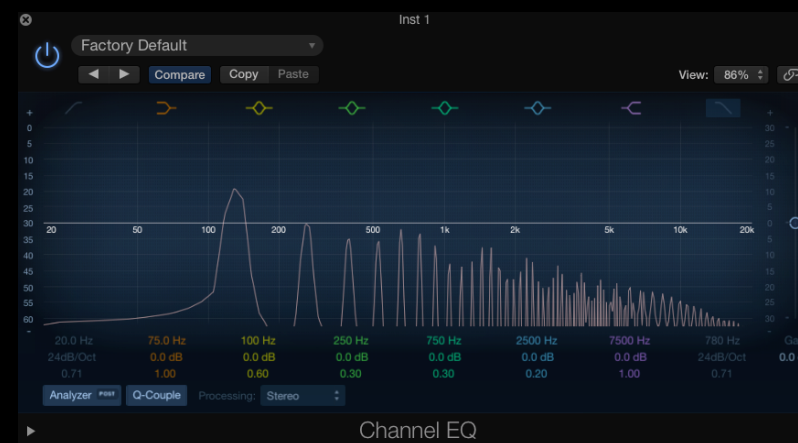 Inst 1
Factory Default
Compare Copy Paste View: 86%
+ +
0 30 -
5 25
10 20
15 15
20 10
25 5
30 0
20 50 100 200 500 1k 2k 5k 10k 20k
35 5
40 10
45 15
50 20
55 25
60 30 -
- -
20.0 Hz 75.0 Hz 100 Hz 250 Hz 750 Hz 2500 Hz 7500 Hz 780 Hz Ga
24dB/Oct 0.0 dB 0.0 dB 0.0 dB 0.0 dB 0.0 dB 0.0 dB 24dB/Oct 0.0
0.71 1.00 0.60 0.30 0.30 0.20 1.00 0.71
Analyzer POST Q-Couple Processing: Stereo
Channel EQ